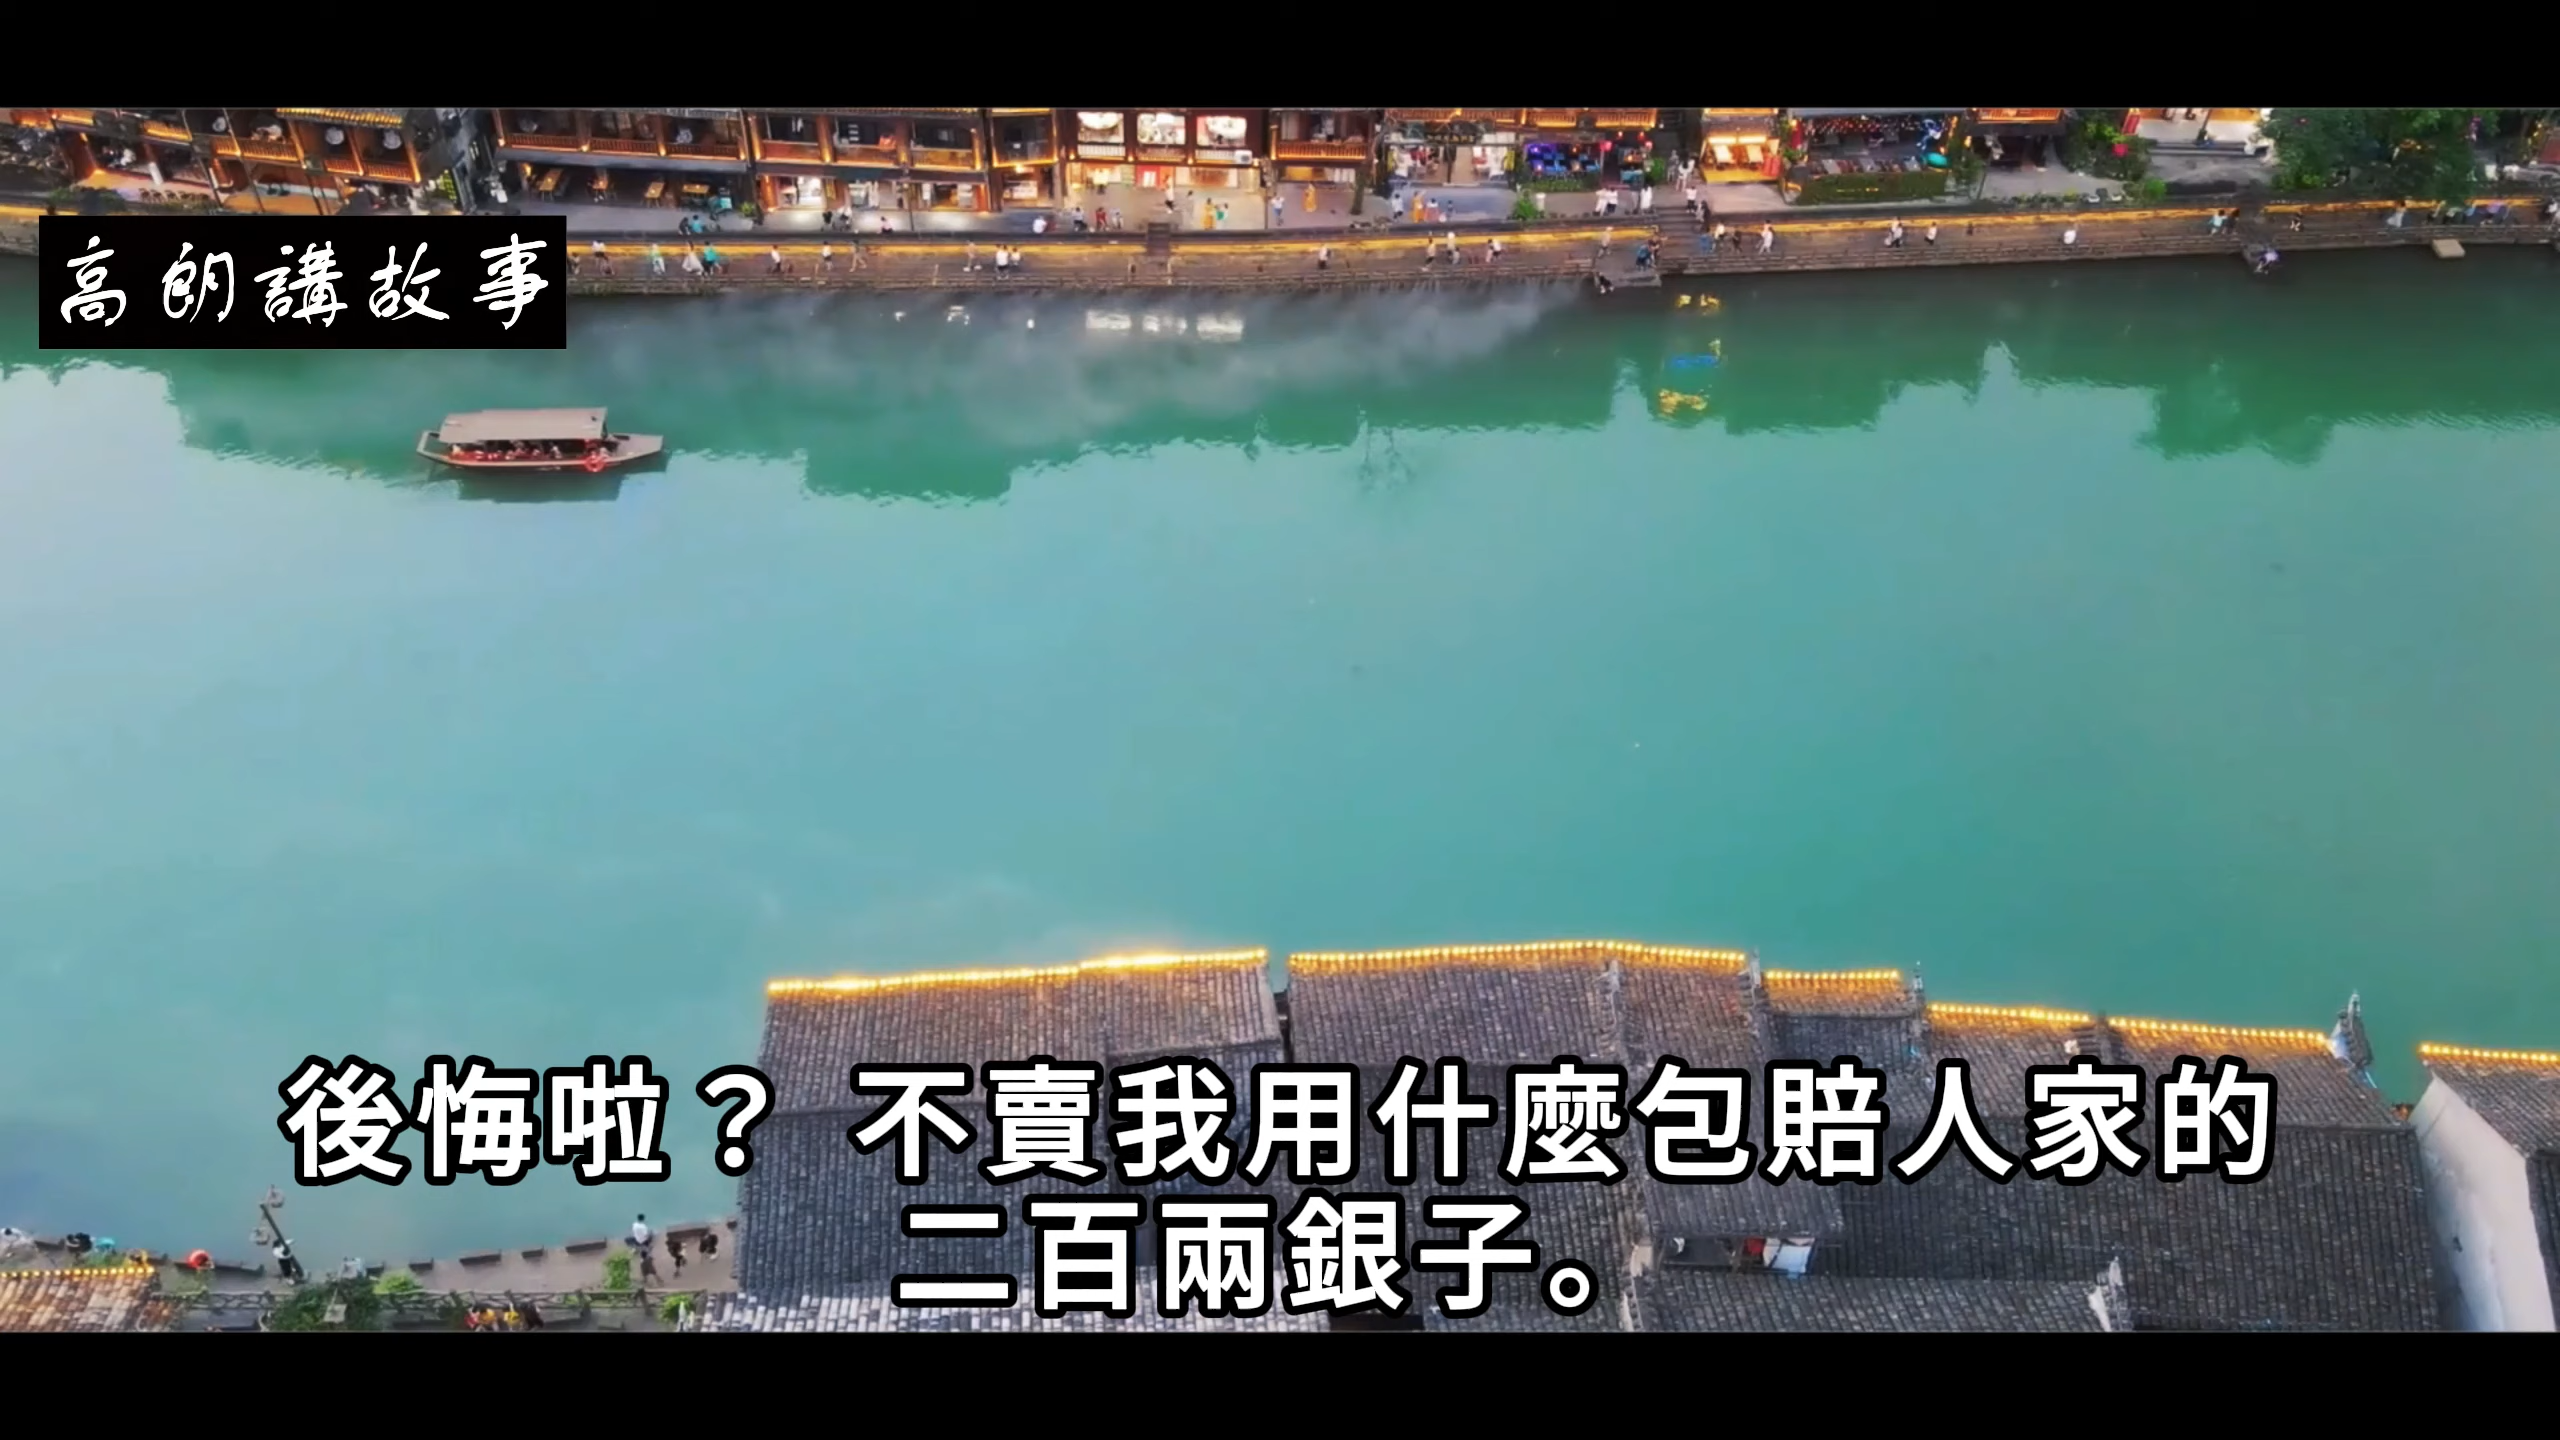 高朗講故事
後悔啦？ 不賣我用什麼包賠人家的
二百兩銀子。